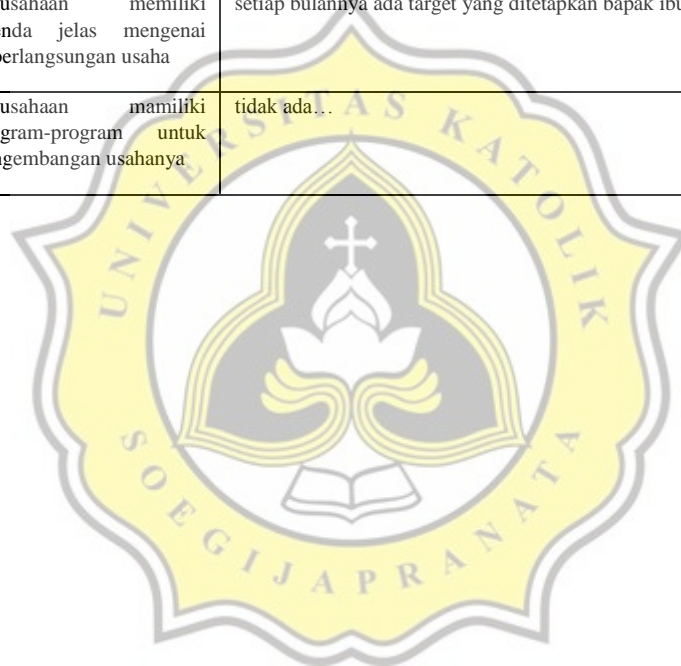 usahaan memiliki
nda jelas mengenai
erlangsungan usaha
setiap bulannya ada target yang ditetapkan bapak ibu
usahaan mamiliki
gram-program untuk
ngembangan usahanya
tidak ada…
UNIVERSITAS KATOLIK
SOEGIJAPRANATA